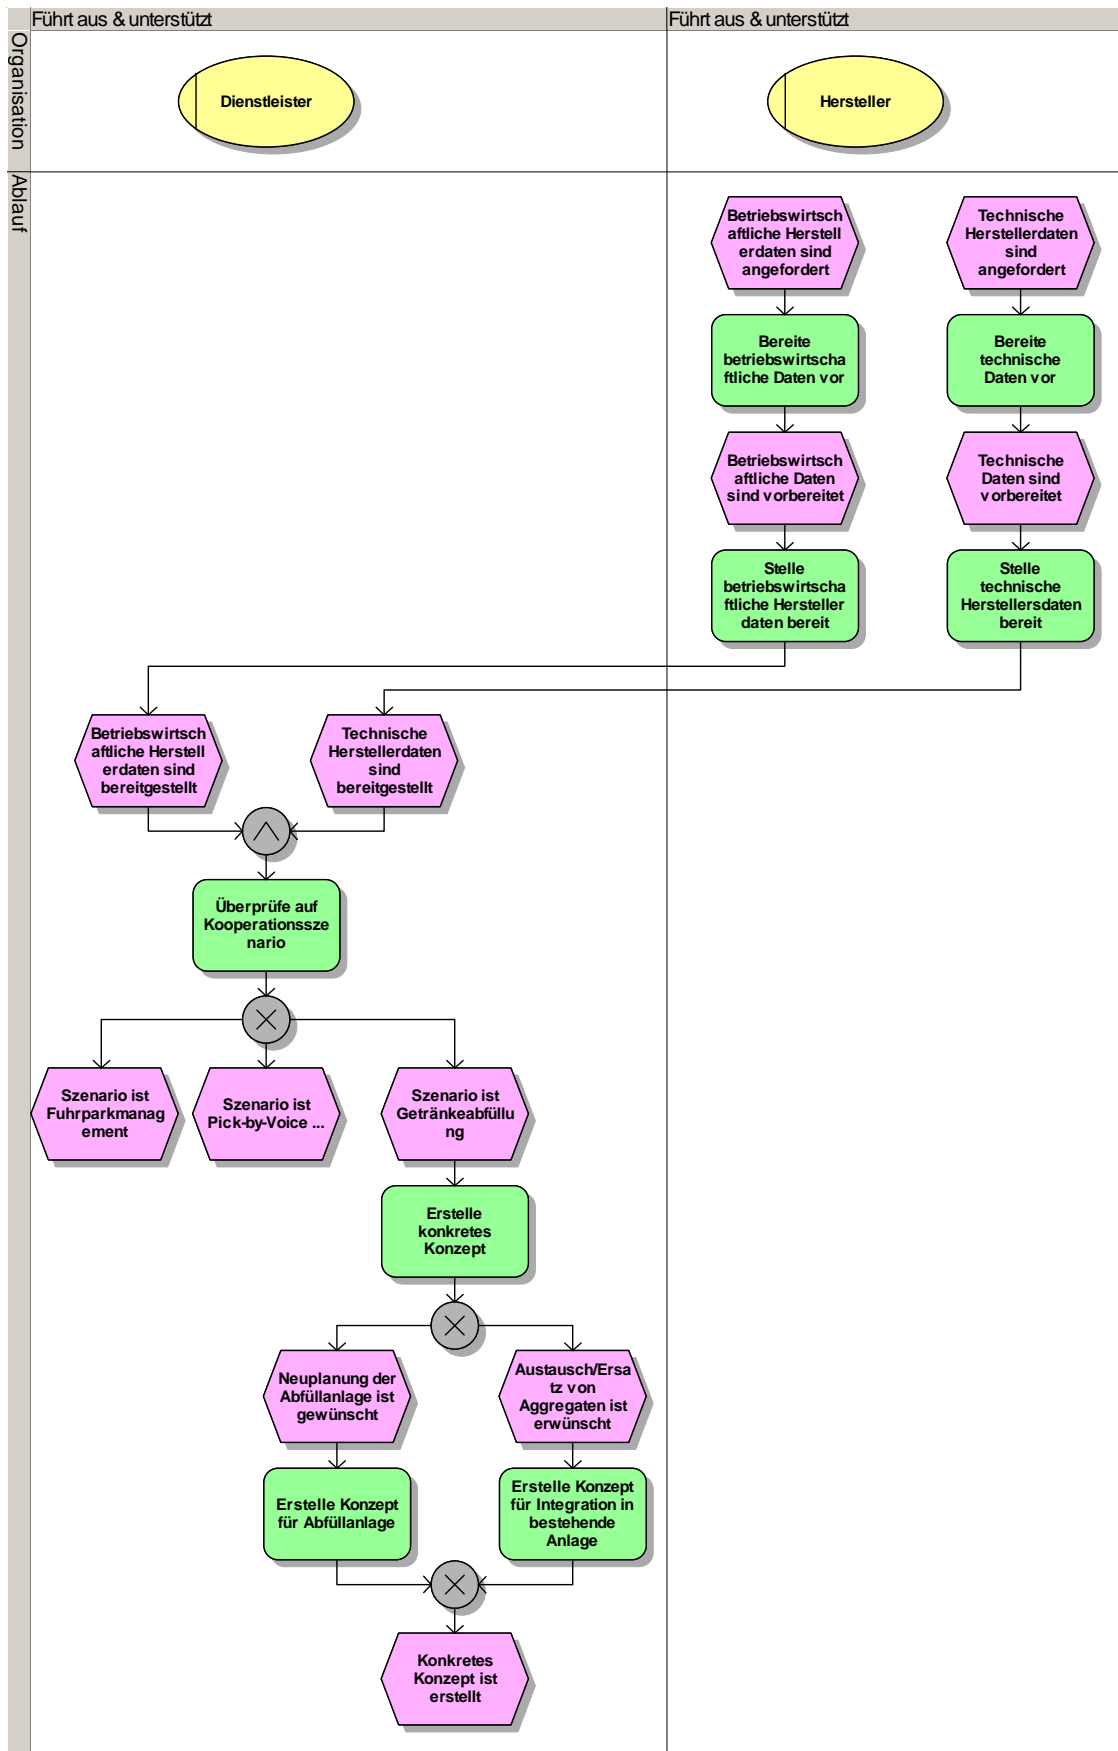 Führt aus & unterstützt
Führt aus & unterstützt
Organisation
Dienstleister
Hersteller
Ablauf
Betriebswirtsch
aftliche Herstell
erdaten sind
angefordert
Technische
Herstellerdaten
sind
angefordert
Bereite
betriebswirtscha
ftliche Daten vor
Bereite
technische
Daten vor
Betriebswirtsch
aftliche Daten
sind vorbereitet
Technische
Daten sind
vorbereitet
Stelle
betriebswirtscha
ftliche Hersteller
daten bereit
Stelle
technische
Herstellersdaten
bereit
Betriebswirtsch
aftliche Herstell
erdaten sind
bereitgestellt
Technische
Herstellerdaten
sind
bereitgestellt
Überprüfe auf
Kooperationssze
nario
Szenario ist
Fuhrparkmanag
ement
Szenario ist
Pick-by-Voice ...
Szenario ist
Getränkeabfüllu
ng
Erstelle
konkretes
Konzept
Neuplanung der
Abfüllanlage ist
gewünscht
Austausch/Ersa
tz von
Aggregaten ist
erwünscht
Erstelle Konzept
für Abfüllanlage
Erstelle Konzept
für Integration in
bestehende
Anlage
Konkretes
Konzept ist
erstellt